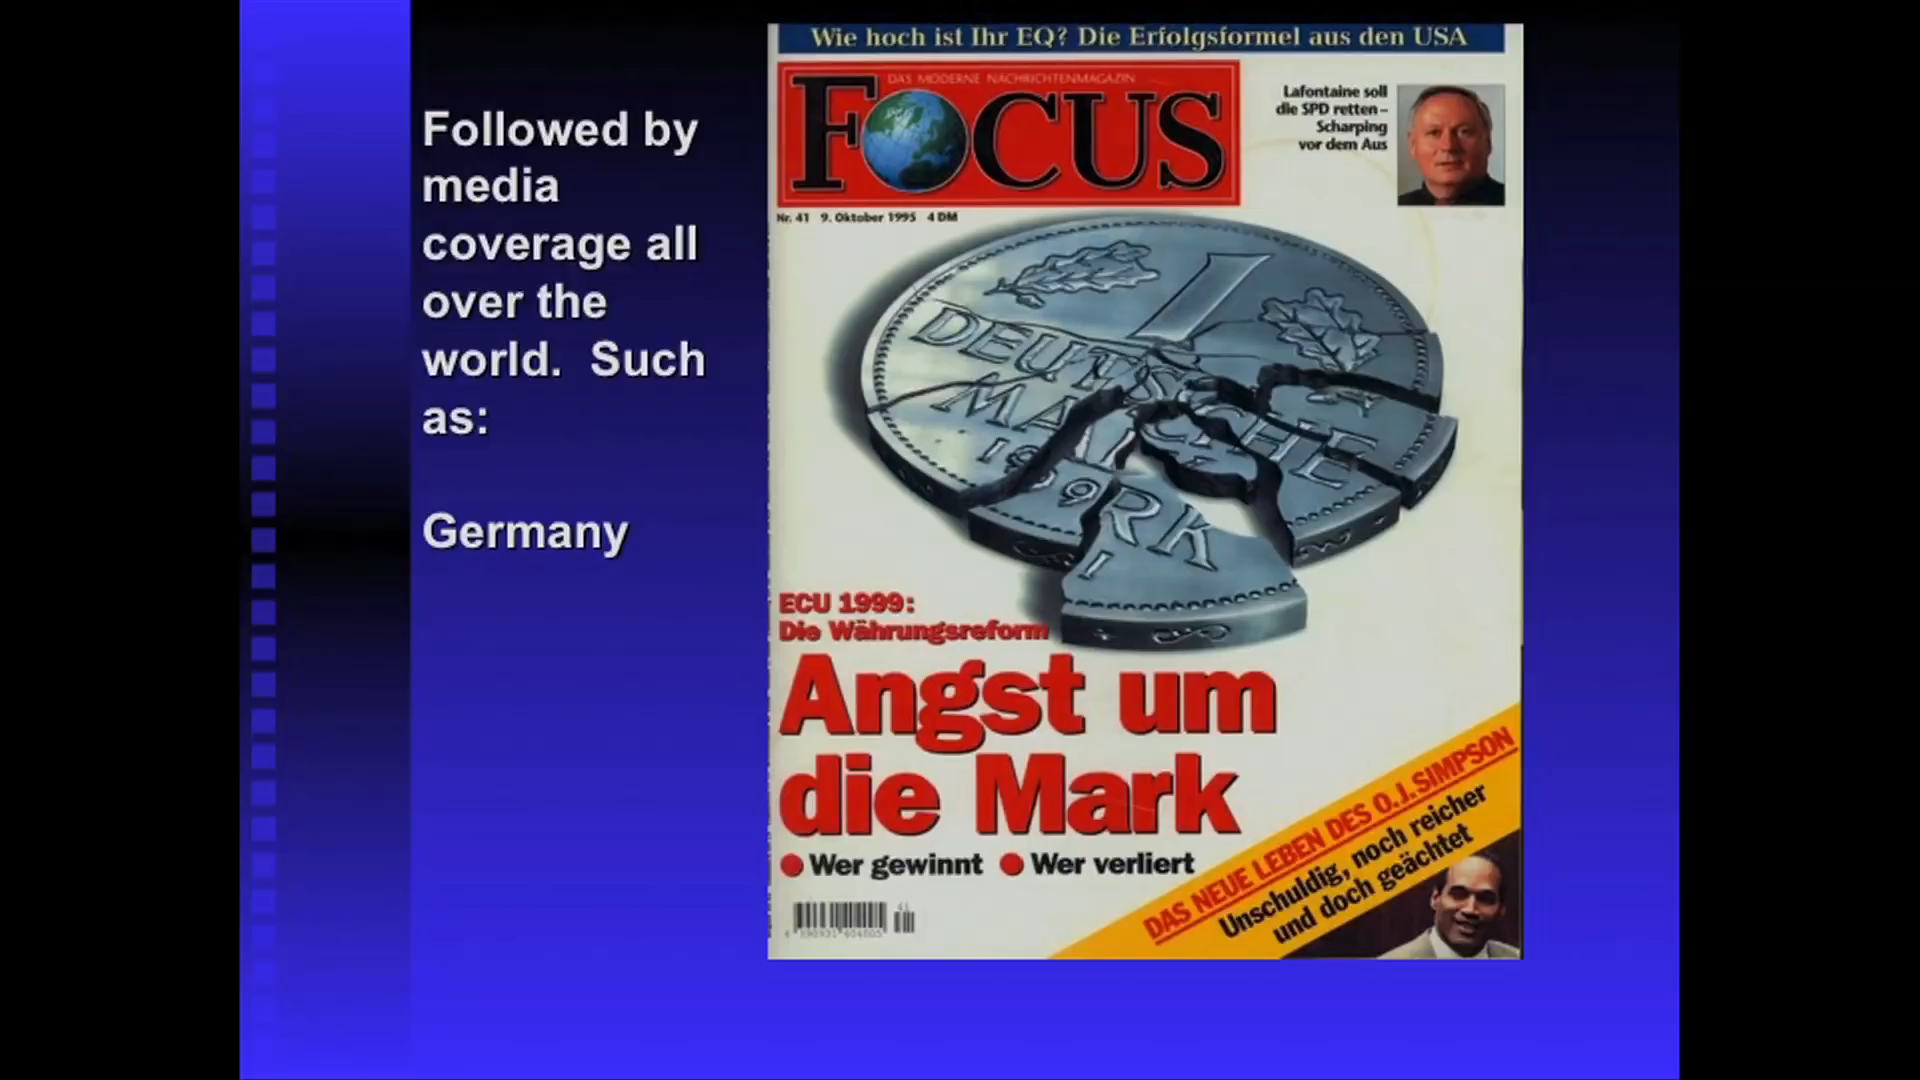 Followed by
media
coverage all
over the
world.  Such
as:
Germany
Wie hoch ist Ihr EQ? Die Erfolgsformel aus den USA
DAS MODERNE NACHRICHTENMAGAZIN
FOCUS
Lafontaine soll
die SPD retten –
Scharping
vor dem Aus
Nr. 41   9. Oktober 1995   4 DM
1
DEUTSCHE
MARK
ECU 1999:
Die Währungsreform
Angst um
die Mark
● Wer gewinnt ● Wer verliert
DAS NEUE LEBEN DES O.J. SIMPSON
Unschuldig, noch reicher
und doch geächtet